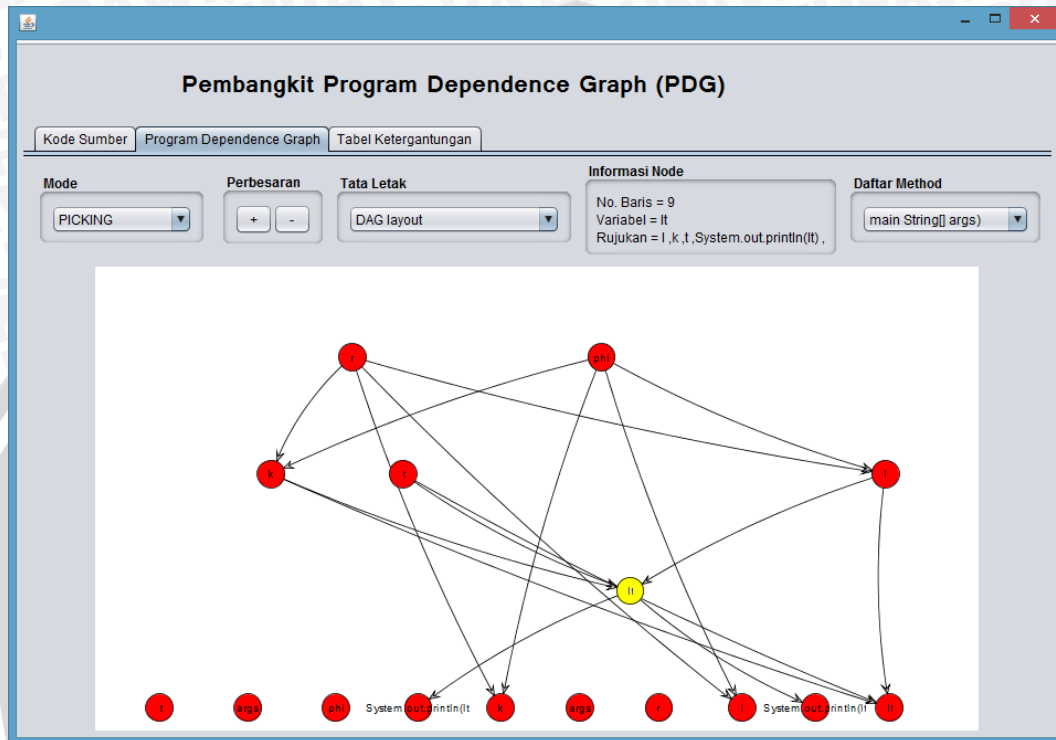 Pembangkit Program Dependence Graph (PDG)
Kode Sumber
Program Dependence Graph
Tabel Ketergantungan
Mode
PICKING
Perbesaran
+
-
Tata Letak
DAG layout
Informasi Node
No. Baris = 9
Variabel = lt
Rujukan = l ,k ,t ,System.out.println(lt) ,
Daftar Method
main String[] args)
r
phi
k
t
l
lt
t
args
phi
System.out.println(lt
k
args
r
l
System.out.println(lt
lt